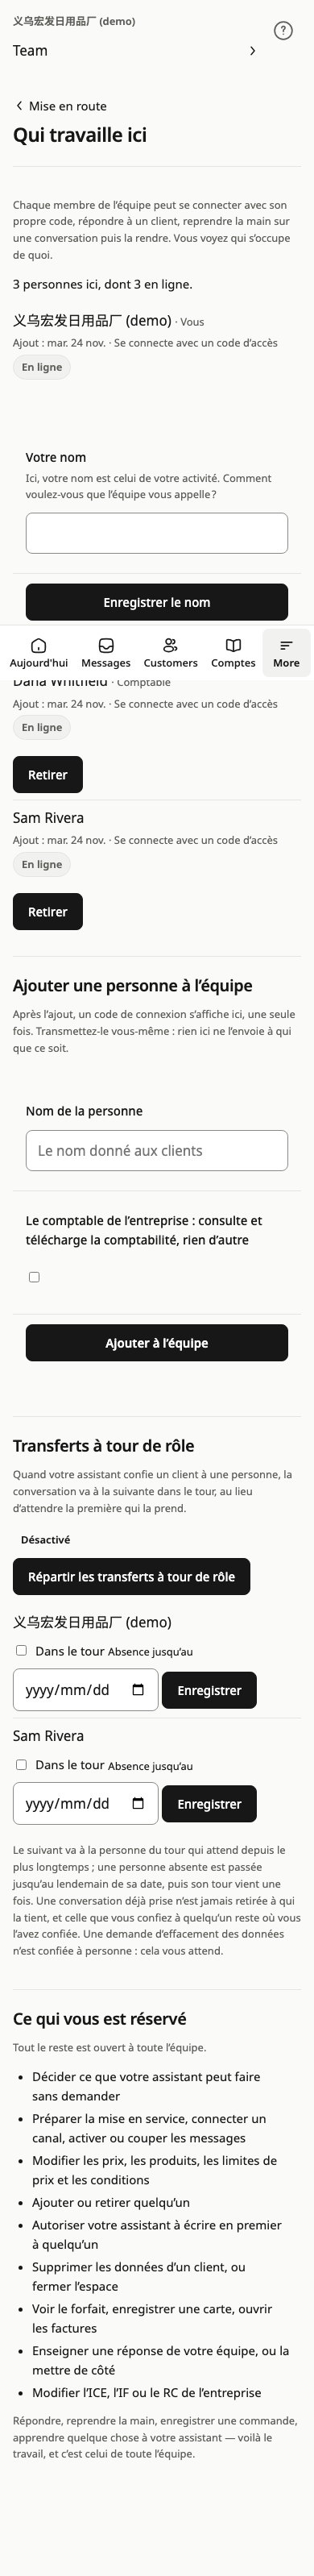 义乌宏发日用品厂 (demo)
Team
Mise en route
Qui travaille ici
Chaque membre de l’équipe peut se connecter avec son
propre code, répondre à un client, reprendre la main sur
une conversation puis la rendre. Vous voyez qui s’occupe
de quoi.
3 personnes ici, dont 3 en ligne.
义乌宏发日用品厂 (demo) · Vous
Ajout : mar. 24 nov. · Se connecte avec un code d’accès
En ligne
Votre nom
Ici, votre nom est celui de votre activité. Comment
voulez-vous que l’équipe vous appelle ?
Enregistrer le nom
Aujourd'hui
Messages
Customers
Comptes
More
Dana Whitfield · Comptable
Ajout : mar. 24 nov. · Se connecte avec un code d’accès
En ligne
Retirer
Sam Rivera
Ajout : mar. 24 nov. · Se connecte avec un code d’accès
En ligne
Retirer
Ajouter une personne à l’équipe
Après l’ajout, un code de connexion s’affiche ici, une seule
fois. Transmettez-le vous-même : rien ici ne l’envoie à qui
que ce soit.
Nom de la personne
Le nom donné aux clients
Le comptable de l’entreprise : consulte et
télécharge la comptabilité, rien d’autre
Ajouter à l’équipe
Transferts à tour de rôle
Quand votre assistant confie un client à une personne, la
conversation va à la suivante dans le tour, au lieu
d’attendre la première qui la prend.
Désactivé
Répartir les transferts à tour de rôle
义乌宏发日用品厂 (demo)
Dans le tour Absence jusqu’au
yyyy/mm/dd Enregistrer
Sam Rivera
Dans le tour Absence jusqu’au
yyyy/mm/dd Enregistrer
Le suivant va à la personne du tour qui attend depuis le
plus longtemps ; une personne absente est passée
jusqu’au lendemain de sa date, puis son tour vient une
fois. Une conversation déjà prise n’est jamais retirée à qui
la tient, et celle que vous confiez à quelqu’un reste où vous
l’avez confiée. Une demande d’effacement des données
n’est confiée à personne : cela vous attend.
Ce qui vous est réservé
Tout le reste est ouvert à toute l’équipe.
• Décider ce que votre assistant peut faire
sans demander
• Préparer la mise en service, connecter un
canal, activer ou couper les messages
• Modifier les prix, les produits, les limites de
prix et les conditions
• Ajouter ou retirer quelqu’un
• Autoriser votre assistant à écrire en premier
à quelqu’un
• Supprimer les données d’un client, ou
fermer l’espace
• Voir le forfait, enregistrer une carte, ouvrir
les factures
• Enseigner une réponse de votre équipe, ou la
mettre de côté
• Modifier l’ICE, l’IF ou le RC de l’entreprise
Répondre, reprendre la main, enregistrer une commande,
apprendre quelque chose à votre assistant — voilà le
travail, et c’est celui de toute l’équipe.